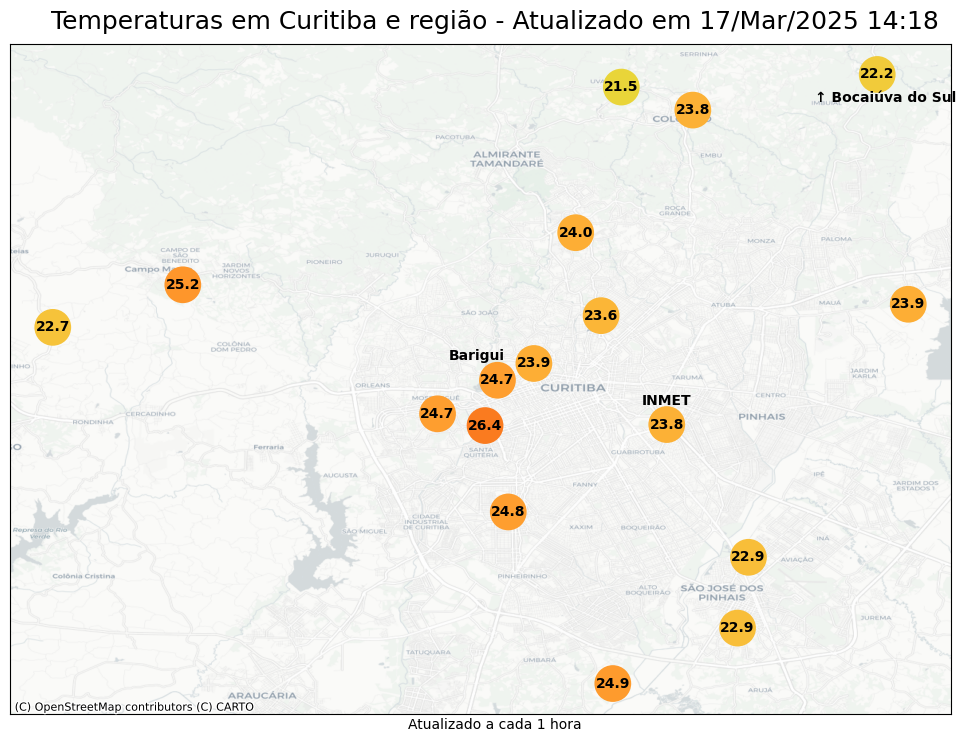 Temperaturas em Curitiba e região - Atualizado em 17/Mar/2025 14:18
SERRINHA
22.2
21.5
↑ Bocaiúva do Sul
23.8
PACOTUBA
ALMIRANTE
TAMANDARÉ
EMBU
ROÇA
GRANDE
24.0
MONZA
PALOMA
CAMPO DE
SÃO
BENEDITO
JURUQUI
PIONEIRO
JARDIM
NOVOS
HORIZONTES
25.2
23.9
ATUBA
MAUÁ
SÃO JOÃO
23.6
22.7
COLÔNIA
DOM PEDRO
Barigui
23.9
JARDIM
KARLA
24.7
TARUMÃ
ORLEANS
CURITIBA
CENTRO
INMET
24.7
PINHAIS
CERCADINHO
RONDINHA
26.4
23.8
Ferraria
SANTA
QUITÉRIA
GUABIROTUBA
AUGUSTA
IPÊ
FANNY
JARDIM DOS
ESTADOS I
24.8
CIDADE
INDUSTRIAL
DE CURITIBA
SÃO MIGUEL
XAXIM
BOQUEIRÃO
Represa do Rio
Verde
INÁ
22.9
AVIAÇÃO
Colônia Cristina
PINHEIRINHO
ALTO
BOQUEIRÃO
SÃO JOSÉ DOS
PINHAIS
JUREMA
22.9
TATUQUARA
UMBARÁ
24.9
ARAUCÁRIA
ARUJÁ
(C) OpenStreetMap contributors (C) CARTO
Atualizado a cada 1 hora